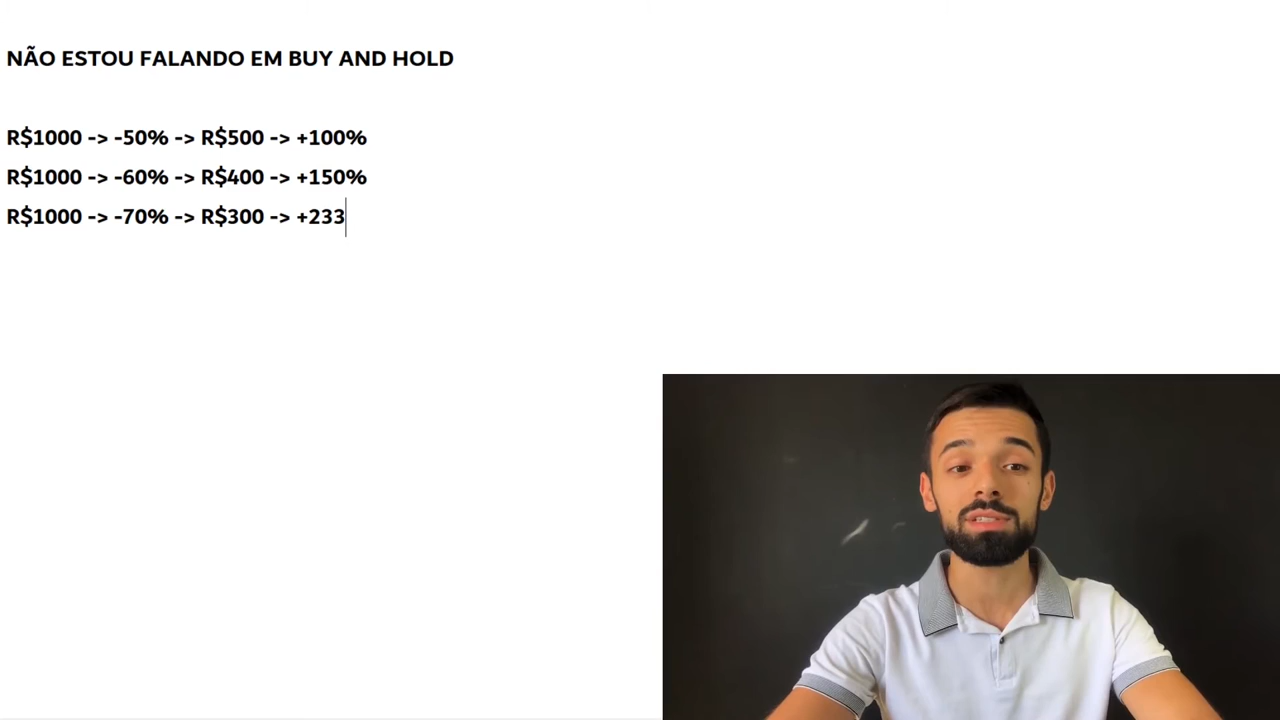 NÃO ESTOU FALANDO EM BUY AND HOLD
R$1000 -> -50% -> R$500 -> +100%
R$1000 -> -60% -> R$400 -> +150%
R$1000 -> -70% -> R$300 -> +233